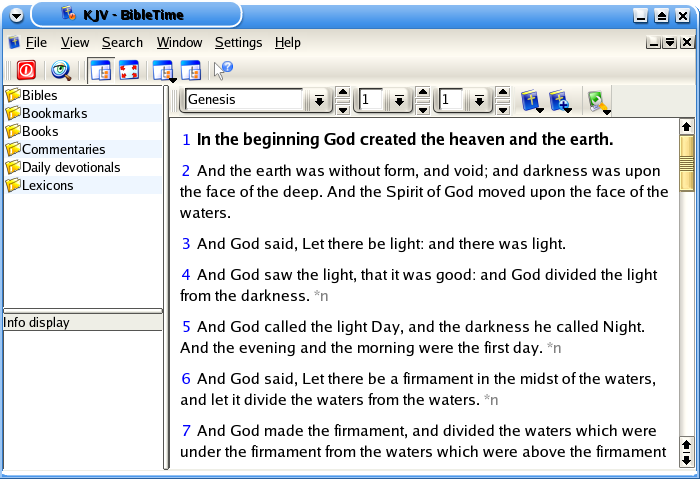 KJV - BibleTime
File View Search Window Settings Help
Bibles
Bookmarks
Books
Commentaries
Daily devotionals
Lexicons
Info display
Genesis 1 1
1 In the beginning God created the heaven and the earth.
2 And the earth was without form, and void; and darkness was upon
the face of the deep. And the Spirit of God moved upon the face of the
waters.
3 And God said, Let there be light: and there was light.
4 And God saw the light, that it was good: and God divided the light
from the darkness. *n
5 And God called the light Day, and the darkness he called Night.
And the evening and the morning were the first day. *n
6 And God said, Let there be a firmament in the midst of the waters,
and let it divide the waters from the waters. *n
7 And God made the firmament, and divided the waters which were
under the firmament from the waters which were above the firmament